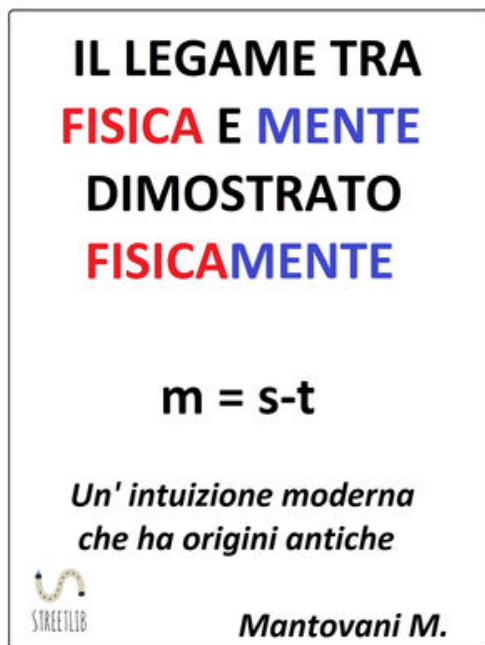 IL LEGAME TRA
FISICA E MENTE
DIMOSTRATO
FISICAMENTE
m = s-t
Un' intuizione moderna
che ha origini antiche
STREETLIB
Mantovani M.